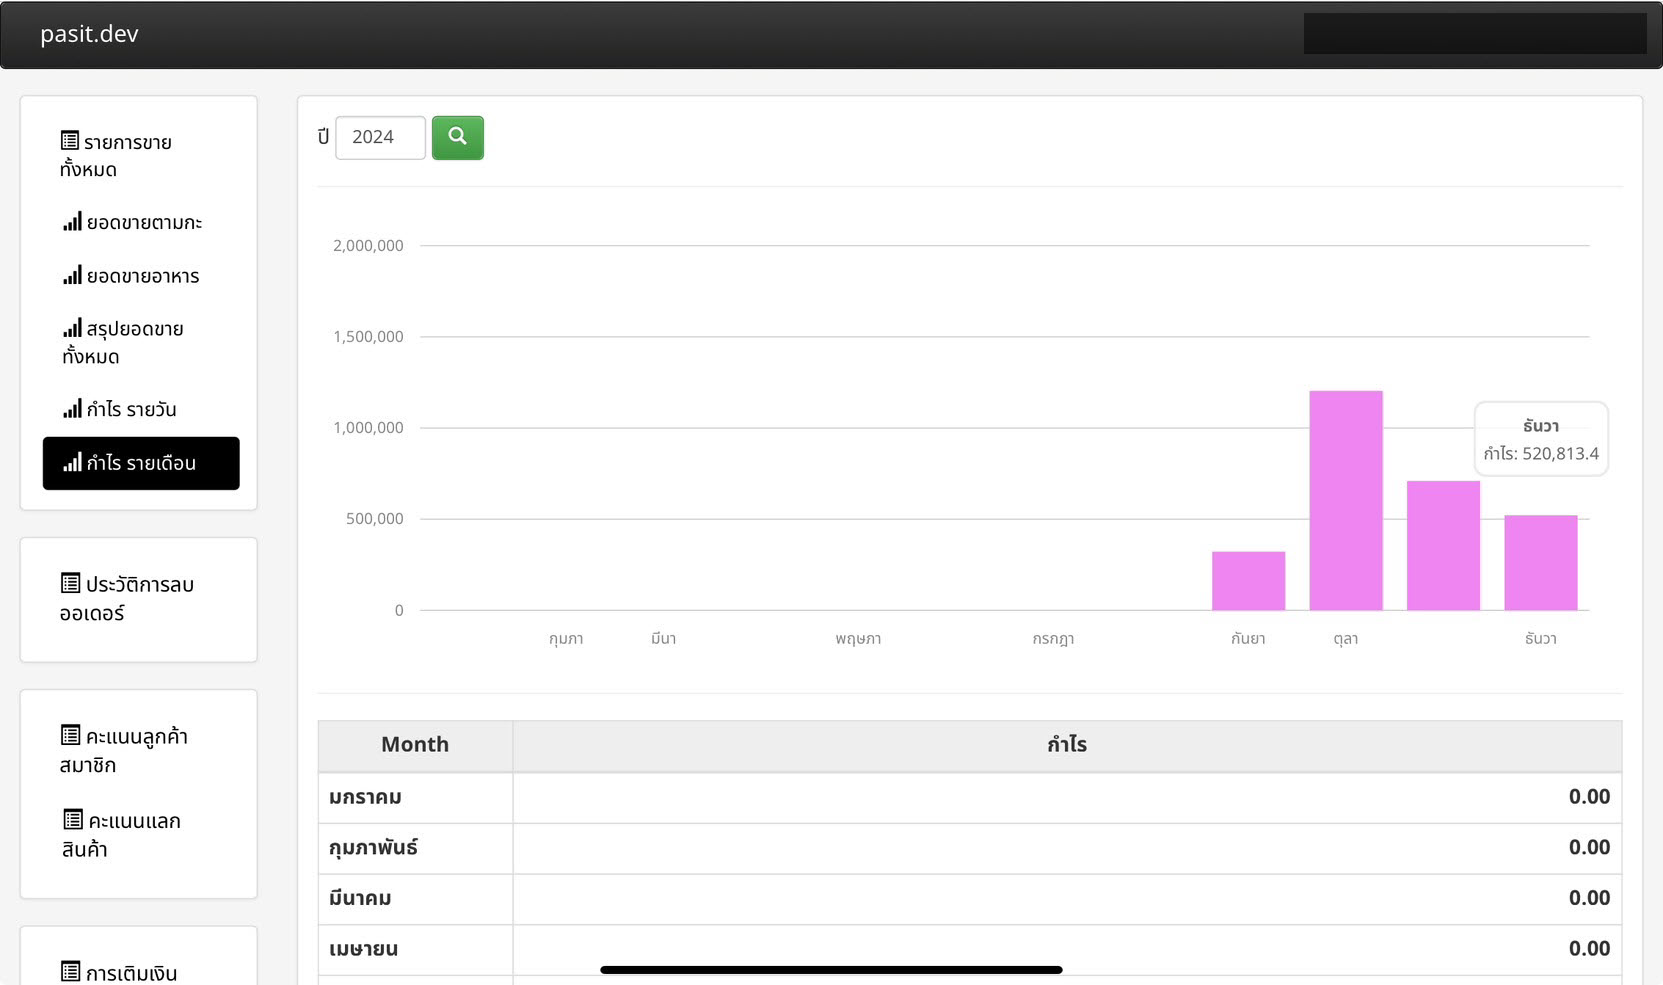 pasit.dev
รายการขาย
ทั้งหมด
ยอดขายตามกะ
ยอดขายอาหาร
สรุปยอดขาย
ทั้งหมด
กำไร รายวัน
กำไร รายเดือน
ประวัติการลบ
ออเดอร์
คะแนนลูกค้า
สมาชิก
คะแนนแลก
สินค้า
การเติมเงิน
ปี 2024
2,000,000
1,500,000
1,000,000
500,000
0
ธันวา
กำไร: 520,813.4
กุมภา มีนา พฤษภา กรกฎา กันยา ตุลา ธันวา
Month กำไร
มกราคม 0.00
กุมภาพันธ์ 0.00
มีนาคม 0.00
เมษายน 0.00